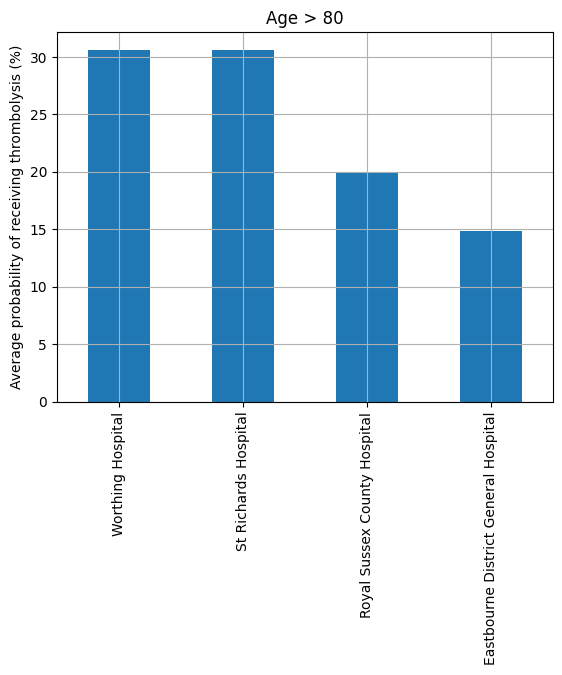 Age > 80
Average probability of receiving thrombolysis (%)
30
25
20
15
10
5
0
Worthing Hospital
St Richards Hospital
Royal Sussex County Hospital
Eastbourne District General Hospital